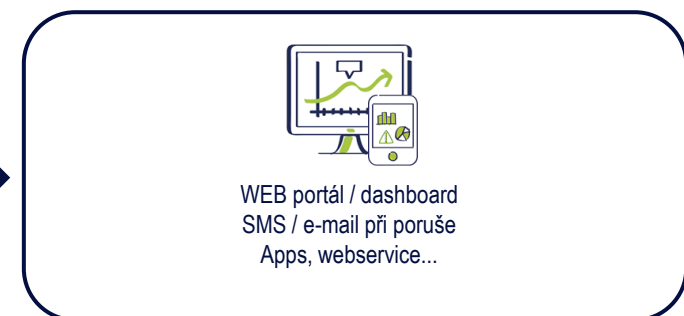 WEB portál / dashboard
SMS / e-mail při poruše
Apps, webservice...